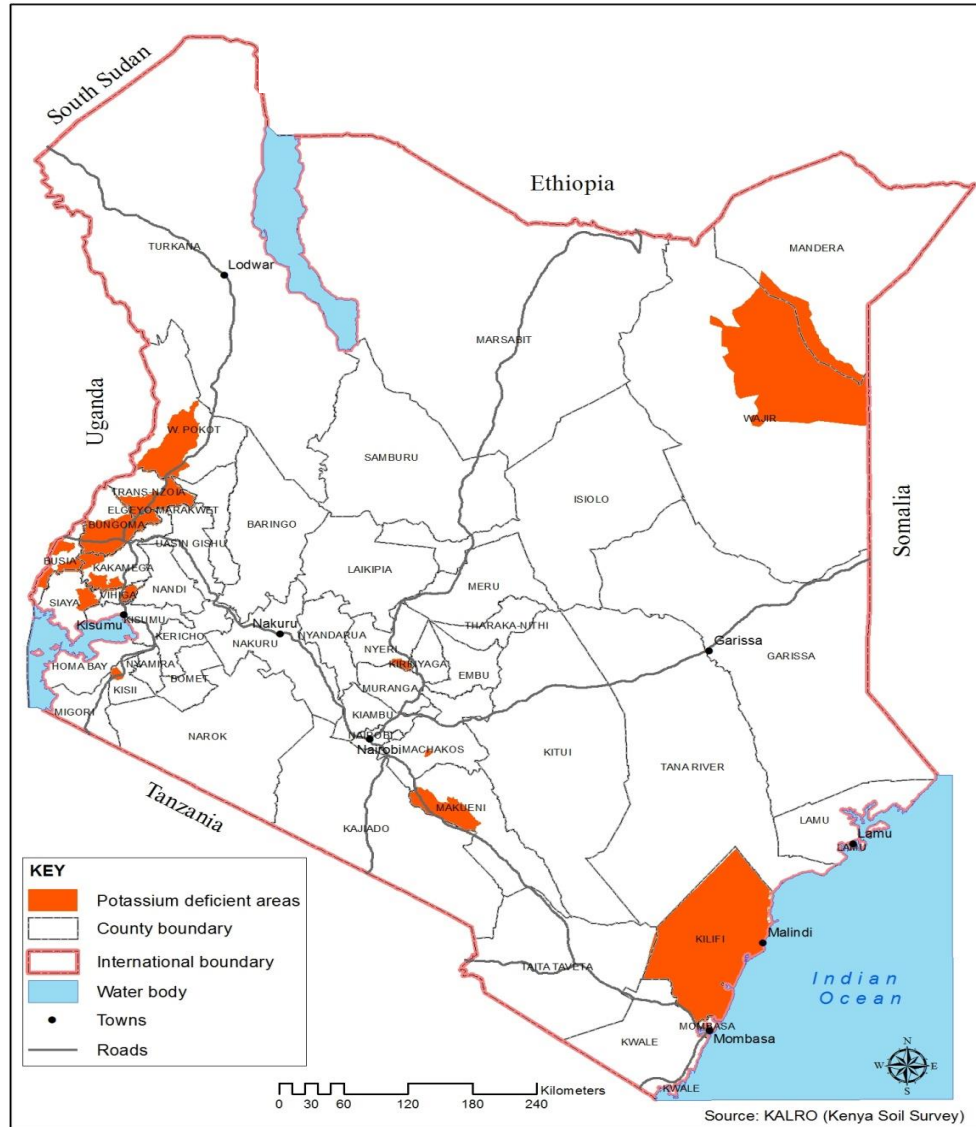 South Sudan
Ethiopia
MANDERA
TURKANA
Lodwar
MARSABIT
Uganda
WAJIR
W. POKOT
SAMBURU
Somalia
TRANS-NZOIA
ISIOLO
ELGEYO-MARAKWET
BUNGOMA
BARINGO
UASIN GISHU
BUSIA
KAKAMEGA
LAIKIPIA
MERU
NANDI
VIHIGA
SIAYA
KISUMU
Kisumu
THARAKA-NITHI
Nakuru
NYANDARUA
KERICHO
NAKURU
NYERI
Garissa
GARISSA
HOMA BAY
NYAMIRA
KIRINYAGA
EMBU
BOMET
KISII
MURANGA
MIGORI
KIAMBU
NAROK
NAIROBI
Nairobi
MACHAKOS
KITUI
TANA RIVER
Tanzania
MAKUENI
KAJIADO
LAMU
Lamu
LAMU
KILIFI
Malindi
TAITA TAVETA
Indian
Ocean
MOMBASA
Mombasa
KWALE
KWALE
KEY
Potassium deficient areas
County boundary
International boundary
Water body
Towns
Roads
Kilometers
0 30 60 120 180 240
N
W E
S
Source: KALRO (Kenya Soil Survey)